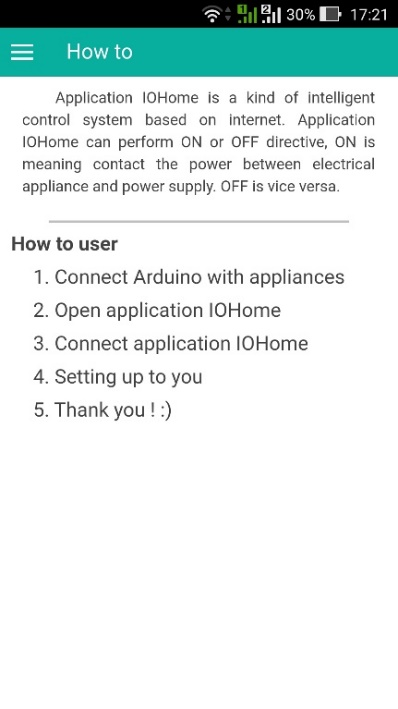 1 2 30% 17:21
How to
Application IOHome is a kind of intelligent
control system based on internet. Application
IOHome can perform ON or OFF directive, ON is
meaning contact the power between electrical
appliance and power supply. OFF is vice versa.
How to user
1. Connect Arduino with appliances
2. Open application IOHome
3. Connect application IOHome
4. Setting up to you
5. Thank you ! :)